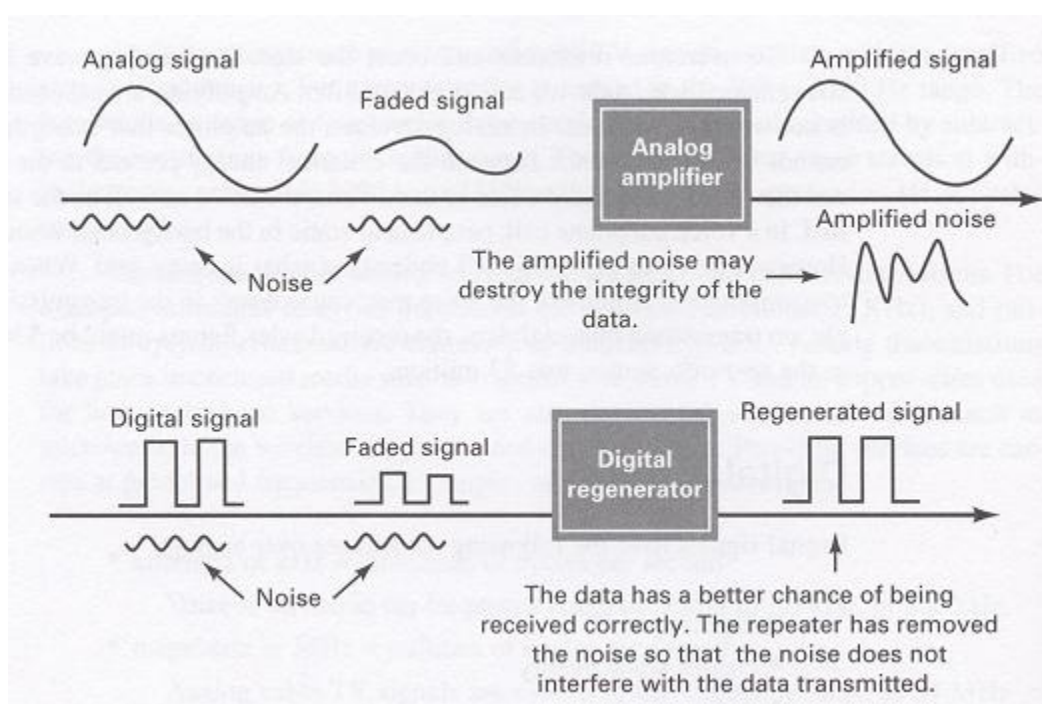 Analog signal
Faded signal
Analog
amplifier
Amplified signal
Noise
The amplified noise may
destroy the integrity of the
data.
Amplified noise
Digital signal
Faded signal
Digital
regenerator
Regenerated signal
Noise
The data has a better chance of being
received correctly. The repeater has removed
the noise so that the noise does not
interfere with the data transmitted.